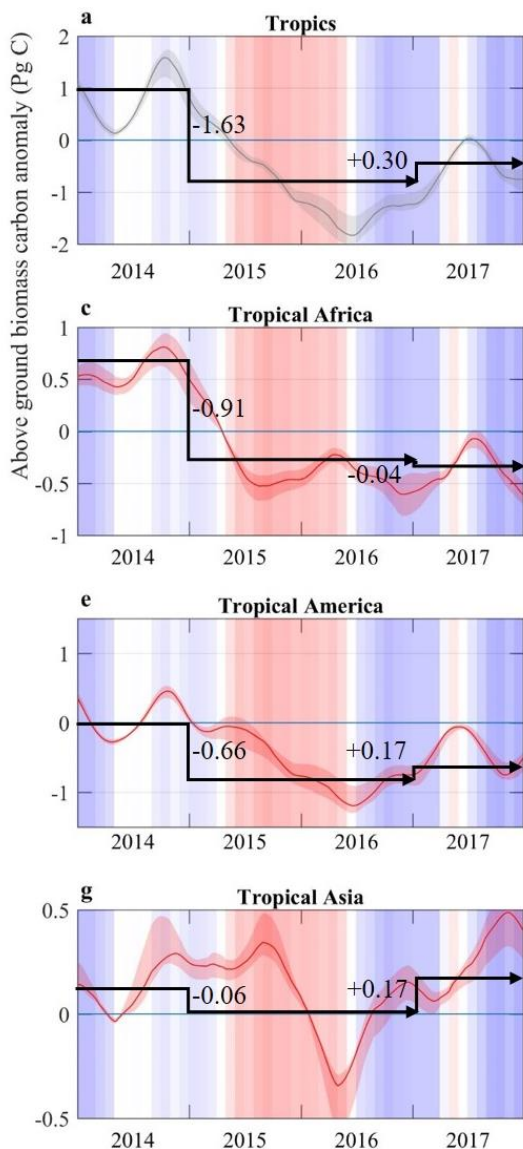 Above ground biomass carbon anomaly (Pg C)
a
Tropics
2
1
0
-1
-2
-1.63
+0.30
2014 2015 2016 2017
c
Tropical Africa
1
0.5
0
-0.5
-1
-0.91
-0.04
2014 2015 2016 2017
e
Tropical America
1
0
-1
-0.66
+0.17
2014 2015 2016 2017
g
Tropical Asia
0.5
0
-0.5
-0.06
+0.17
2014 2015 2016 2017